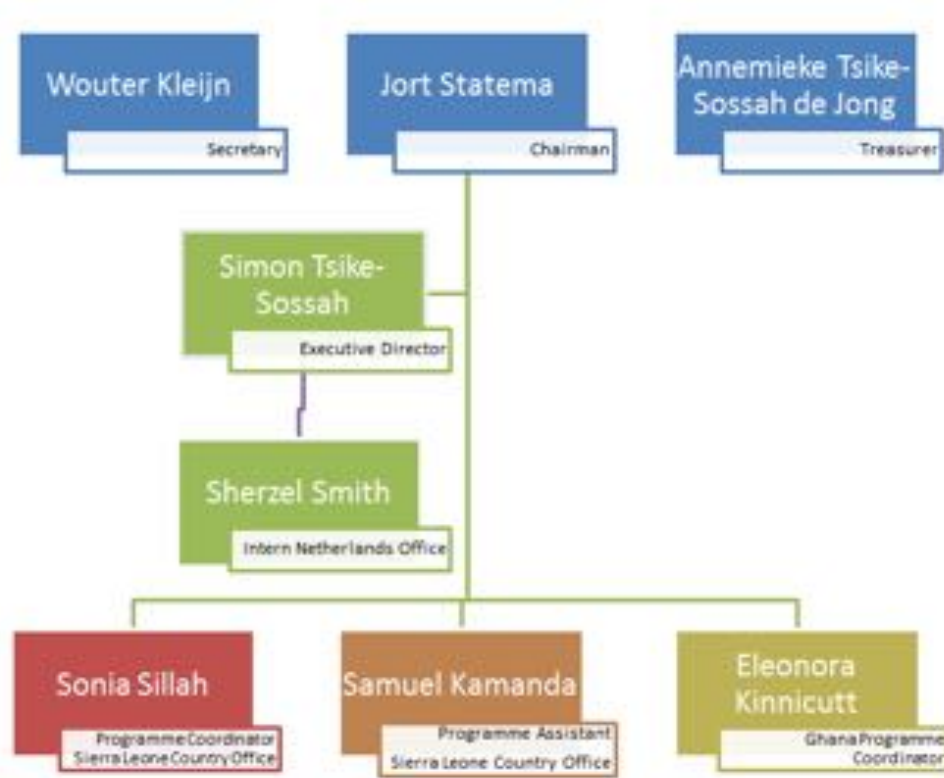 Wouter Kleijn
Secretary
Jort Statema
Chairman
Annemieke Tsike-
Sossah de Jong
Treasurer
Simon Tsike-
Sossah
Executive Director
Sherzel Smith
Intern Netherlands Office
Sonia Sillah
Programme Coordinator
Sierra Leone Country Office
Samuel Kamanda
Programme Assistant
Sierra Leone Country Office
Eleonora
Kinnicutt
Ghana Programme
Coordinator